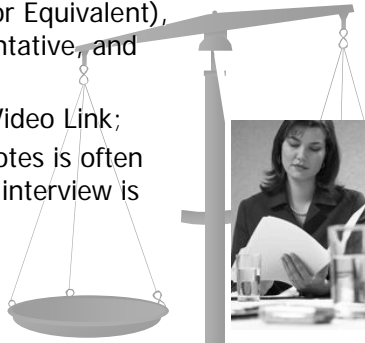 or Equivalent),
ntative, and
Video Link;
otes is often
interview is